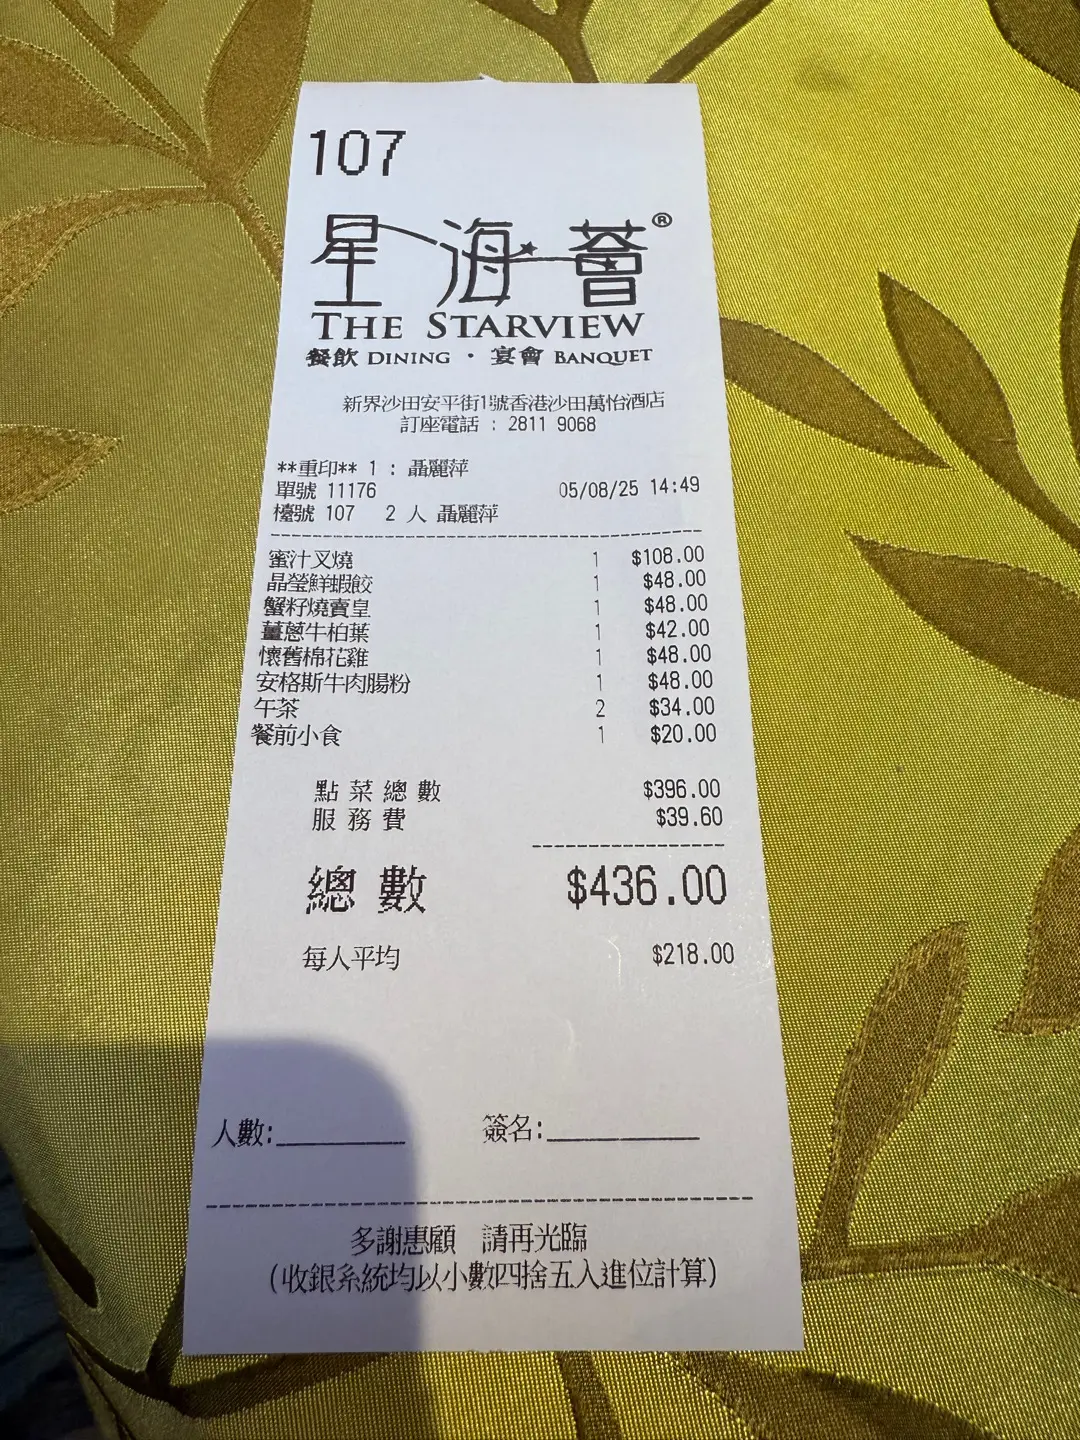 107
星海薈®
THE STARVIEW
餐飲 DINING · 宴會 BANQUET
新界沙田安平街1號香港沙田萬怡酒店
訂座電話 : 2811 9068
**重印** 1 : 聶麗萍
單號 11176 05/08/25 14:49
檯號 107 2 人 聶麗萍
蜜汁叉燒 1 $108.00
晶瑩鮮蝦餃 1 $48.00
蟹籽燒賣皇 1 $48.00
薑蔥牛柏葉 1 $42.00
懷舊棉花雞 1 $48.00
安格斯牛肉腸粉 1 $48.00
午茶 2 $34.00
餐前小食 1 $20.00
點菜總數 $396.00
服務費 $39.60
總數 $436.00
每人平均 $218.00
人數:__________ 簽名:____________
多謝惠顧 請再光臨
(收銀系統均以小數四捨五入進位計算)